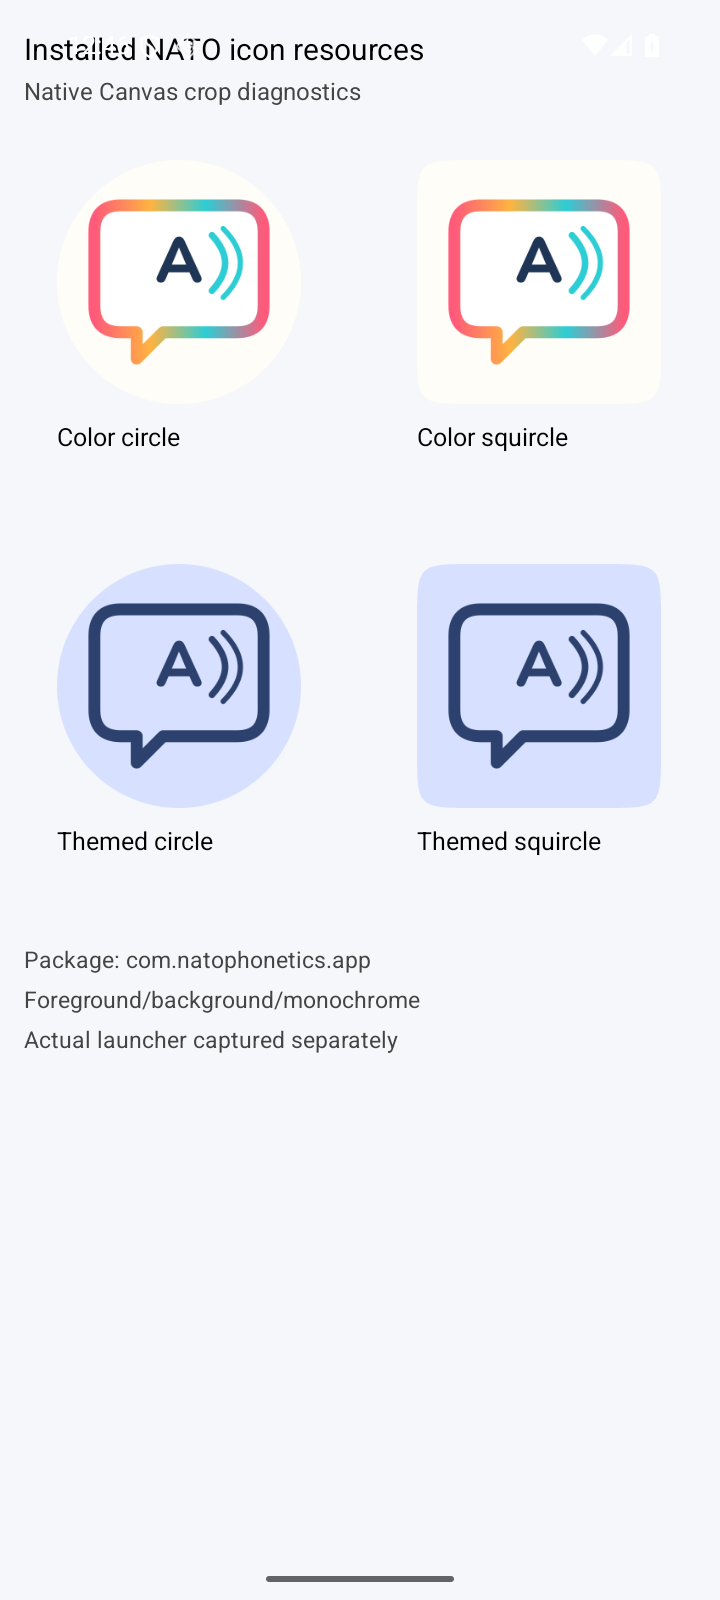 Installed NATO icon resources
Native Canvas crop diagnostics
A
A
Color circle
Color squircle
A
A
Themed circle
Themed squircle
Package: com.natophonetics.app
Foreground/background/monochrome
Actual launcher captured separately